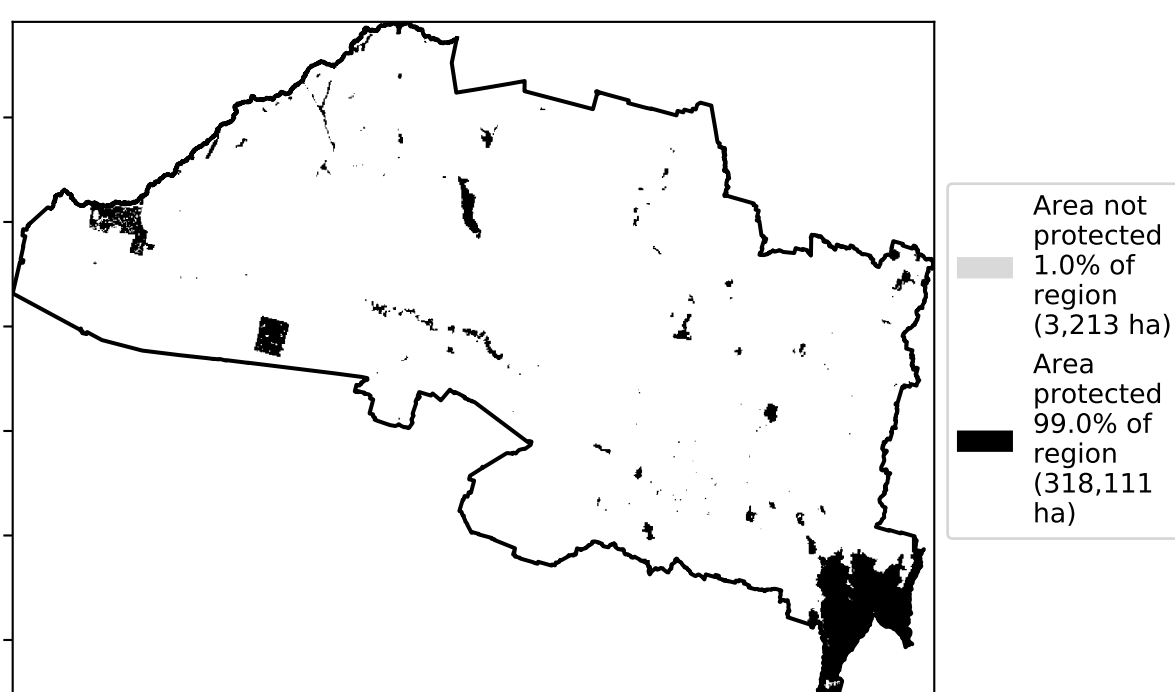 Area not
protected
1.0% of
region
(3,213 ha)
Area
protected
99.0% of
region
(318,111
ha)